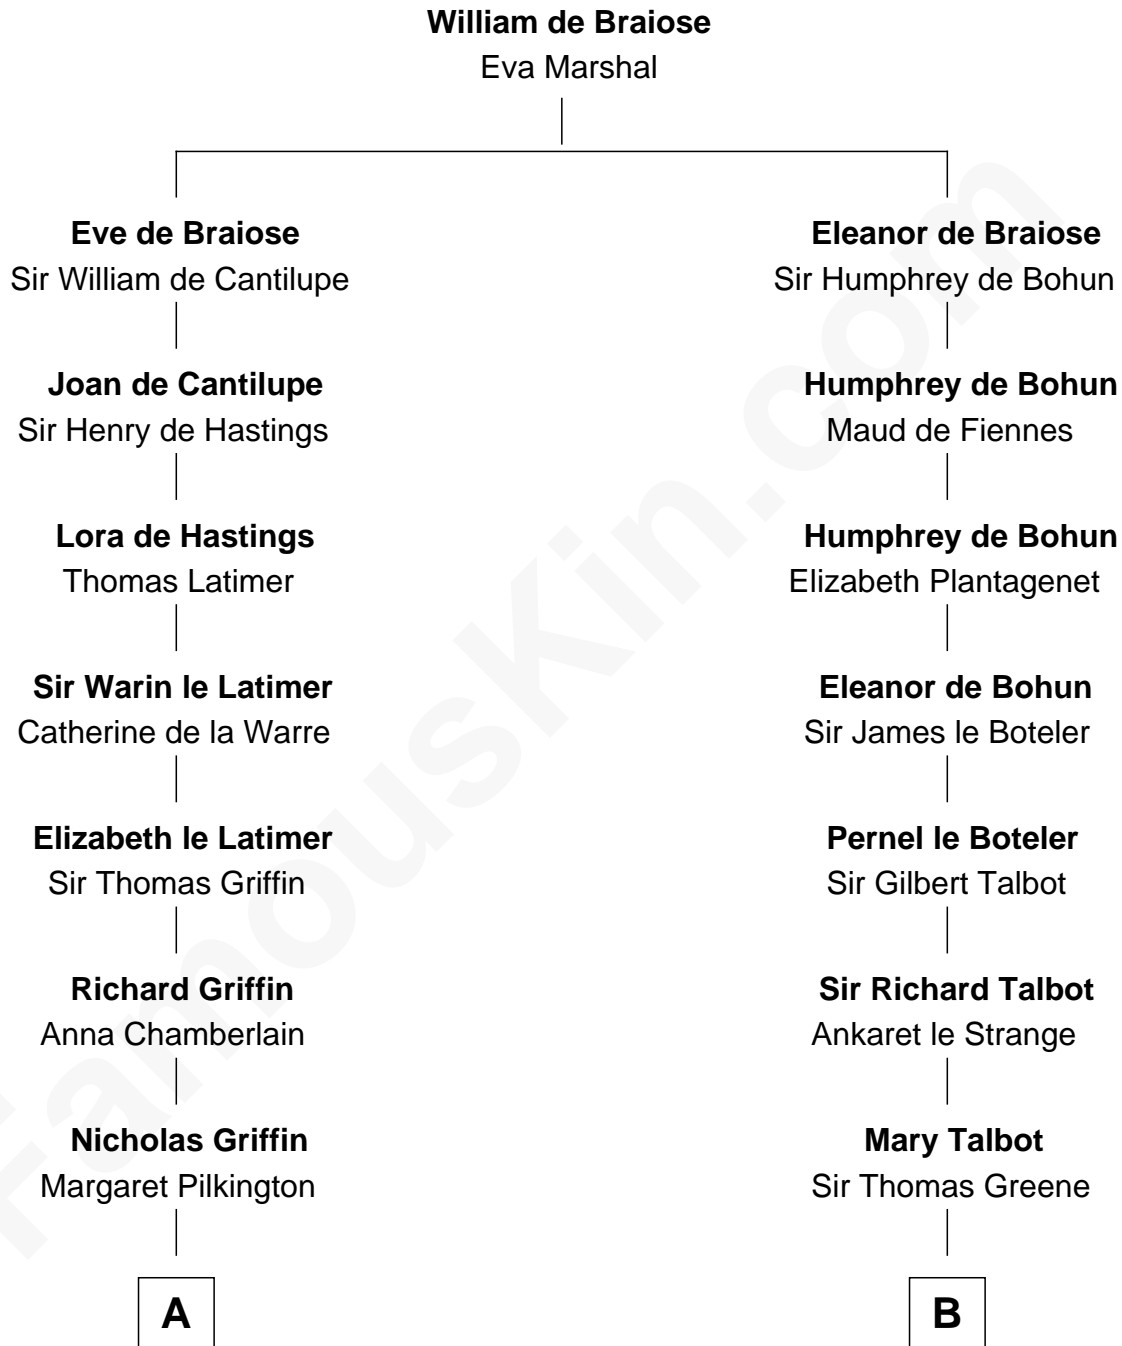 William de Braiose
Eva Marshal
Eve de Braiose
Sir William de Cantilupe
Eleanor de Braiose
Sir Humphrey de Bohun
Joan de Cantilupe
Sir Henry de Hastings
Humphrey de Bohun
Maud de Fiennes
Lora de Hastings
Thomas Latimer
Humphrey de Bohun
Elizabeth Plantagenet
Sir Warin le Latimer
Catherine de la Warre
Eleanor de Bohun
Sir James le Boteler
Elizabeth le Latimer
Sir Thomas Griffin
Pernel le Boteler
Sir Gilbert Talbot
Richard Griffin
Anna Chamberlain
Sir Richard Talbot
Ankaret le Strange
Nicholas Griffin
Margaret Pilkington
Mary Talbot
Sir Thomas Greene
A
B
FamousKin.com